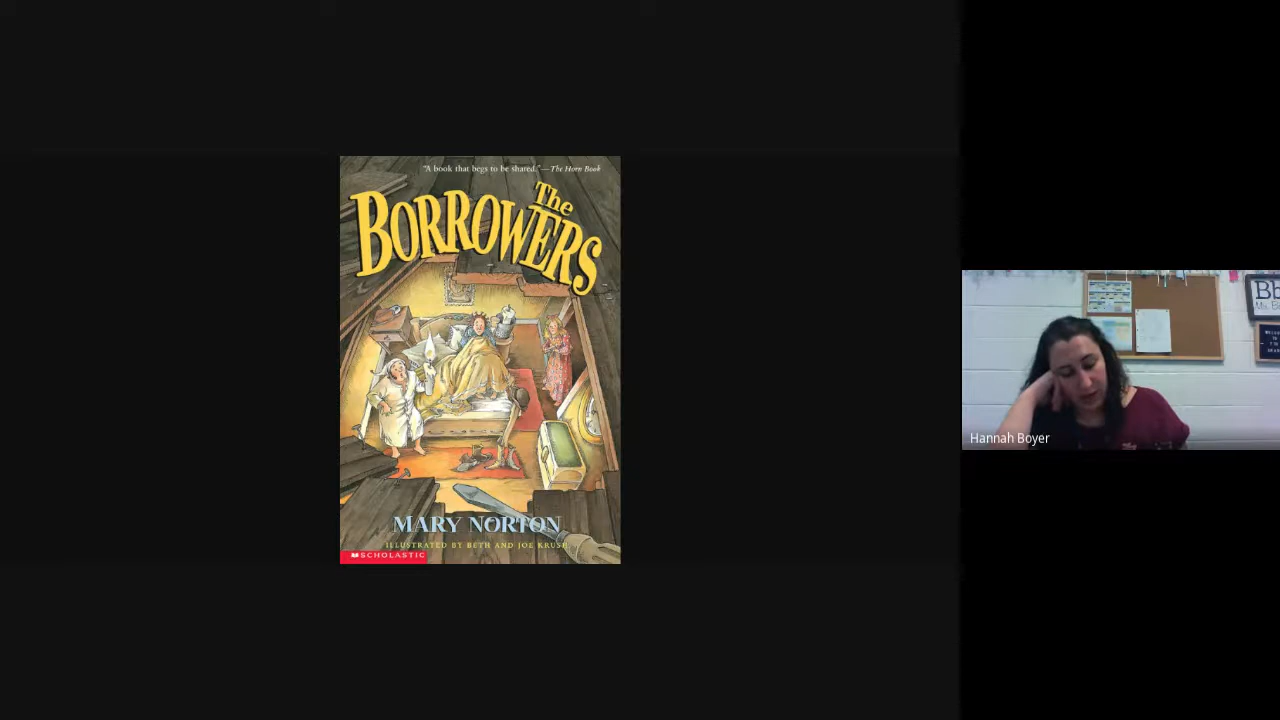 "A book that begs to be shared."—The Horn Book
The
BORROWERS
MARY NORTON
ILLUSTRATED BY BETH AND JOE KRUSH
SCHOLASTIC
Hannah Boyer
Bb